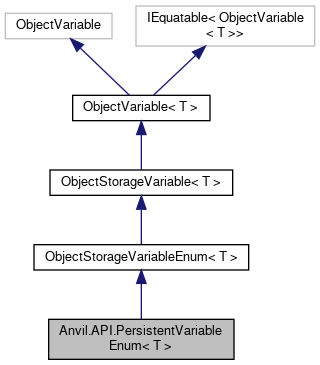 ObjectVariable
IEquatable< ObjectVariable
< T >>
ObjectVariable< T >
ObjectStorageVariable< T >
ObjectStorageVariableEnum< T >
Anvil.API.PersistentVariable
Enum< T >